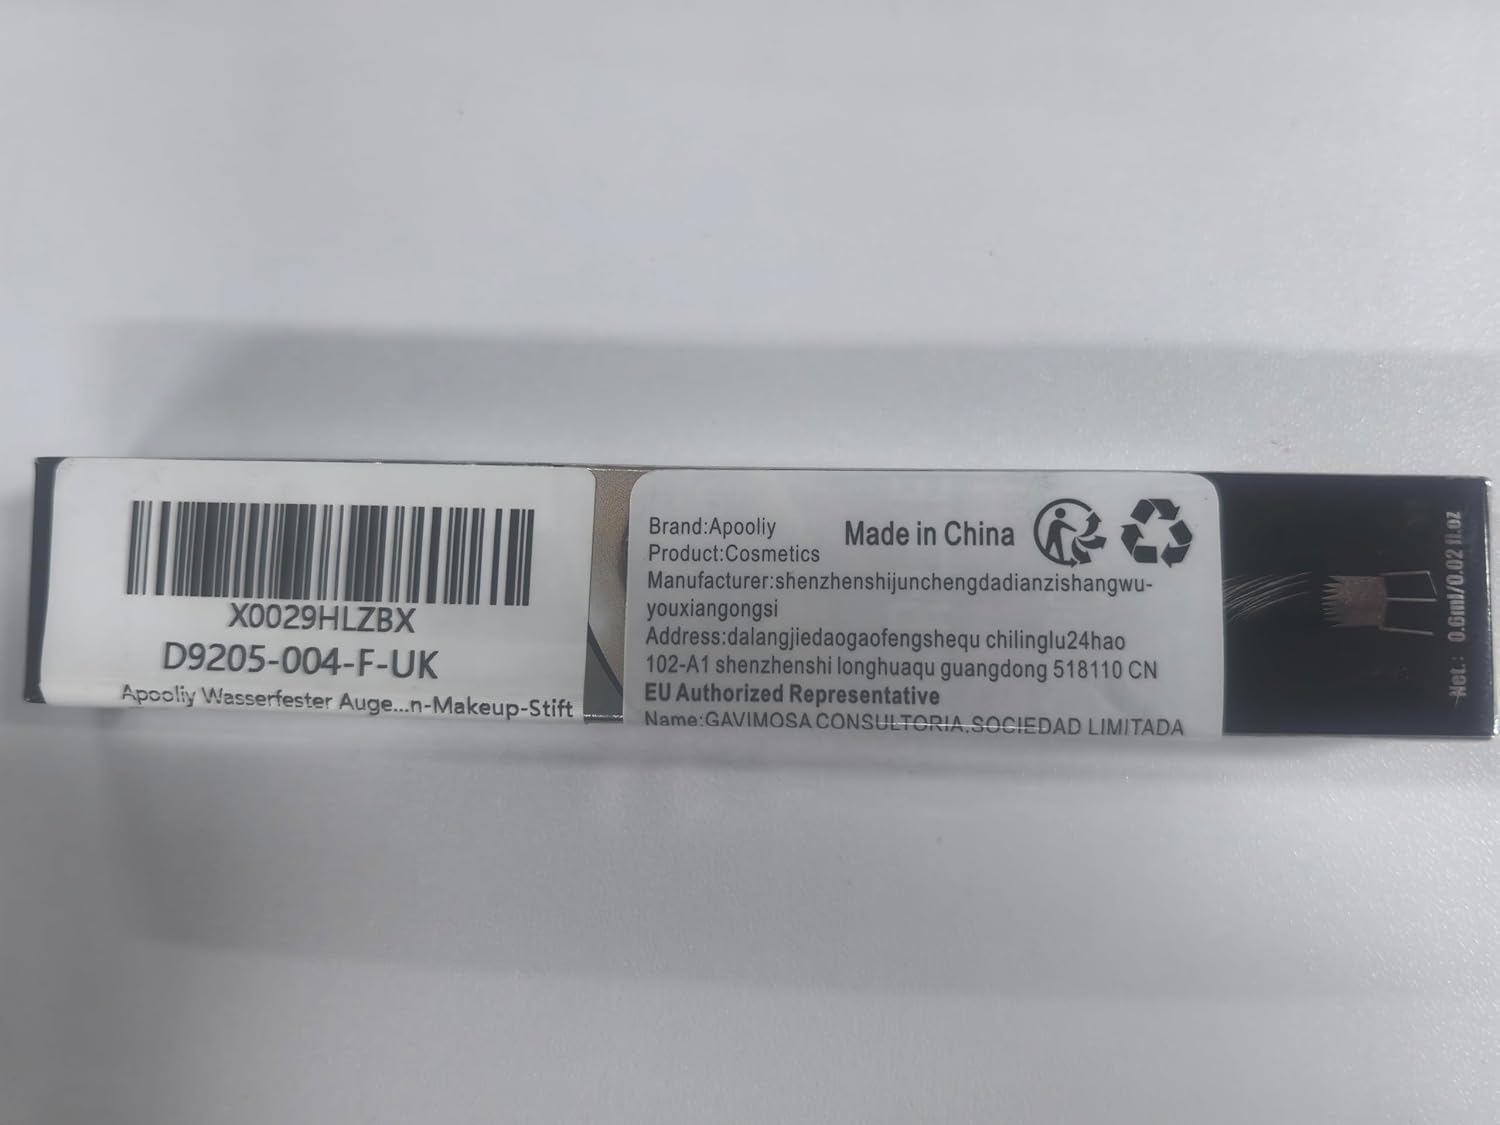 X0029HLZBX
D9205-004-F-UK
Apooliy Wasserfester Auge...n-Makeup-Stift
Brand:Apooliy
Product:Cosmetics
Made in China
Manufacturer:shenzhenshijunchengdadianzishangwu-
youxiangongsi
Address:dalangjiedaogaofengshequ chilinglu24hao
102-A1 shenzhenshi longhuaqu guangdong 518110 CN
EU Authorized Representative
Name:GAVIMOSA CONSULTORIA,SOCIEDAD LIMITADA
Net.: 0.6ml/0.02 fl.oz